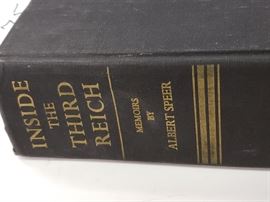 INSIDE
THE
THIRD
REICH
MEMOIRS
BY
ALBERT SPEER